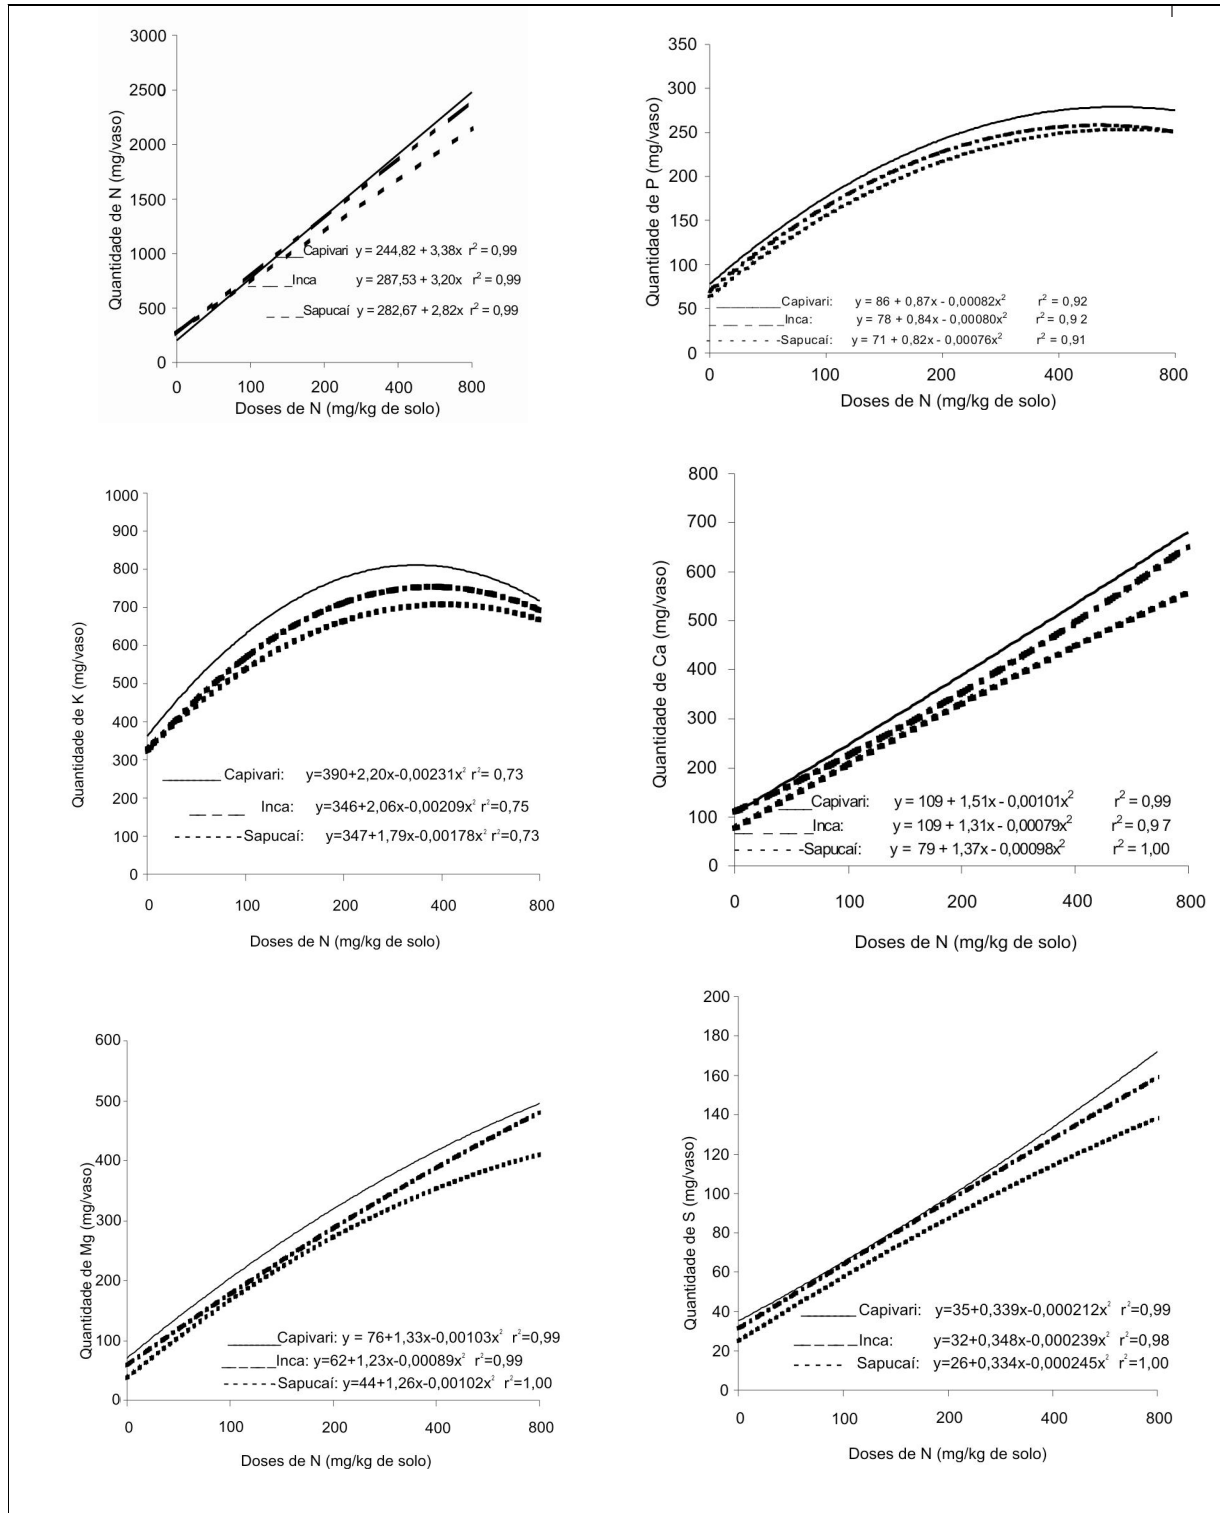 Quantidade de N (mg/vaso)
3000
2500
2000
1500
1000
500
0
Capivari y = 244,82 + 3,38x r² = 0,99
Inca y = 287,53 + 3,20x r² = 0,99
Sapucaí y = 282,67 + 2,82x r² = 0,99
0 100 200 400 800
Doses de N (mg/kg de solo)
Quantidade de P (mg/vaso)
350
300
250
200
150
100
50
0
Capivari: y = 86 + 0,87x - 0,00082x² r² = 0,92
Inca: y = 78 + 0,84x - 0,00080x² r² = 0,9 2
Sapucaí: y = 71 + 0,82x - 0,00076x² r² = 0,91
0 100 200 400 800
Doses de N (mg/kg de solo)
Quantidade de K (mg/vaso)
1000
900
800
700
600
500
400
300
200
100
0
Capivari: y=390+2,20x-0,00231x² r²= 0,73
Inca: y=346+2,06x-0,00209x² r²=0,75
Sapucaí: y=347+1,79x-0,00178x² r²=0,73
0 100 200 400 800
Doses de N (mg/kg de solo)
Quantidade de Ca (mg/vaso)
800
700
600
500
400
300
200
100
0
Capivari: y = 109 + 1,51x - 0,00101x² r² = 0,99
Inca: y = 109 + 1,31x - 0,00079x² r² = 0,9 7
Sapucaí: y = 79 + 1,37x - 0,00098x² r² = 1,00
0 100 200 400 800
Doses de N (mg/kg de solo)
Quantidade de Mg (mg/vaso)
600
500
400
300
200
100
0
Capivari: y = 76+1,33x-0,00103x² r²=0,99
Inca: y=62+1,23x-0,00089x² r²=0,99
Sapucaí: y=44+1,26x-0,00102x² r²=1,00
0 100 200 400 800
Doses de N (mg/kg de solo)
Quantidade de S (mg/vaso)
200
180
160
140
120
100
80
60
40
20
0
Capivari: y=35+0,339x-0,000212x² r²=0,99
Inca: y=32+0,348x-0,000239x² r²=0,98
Sapucaí: y=26+0,334x-0,000245x² r²=1,00
0 100 200 400 800
Doses de N (mg/kg de solo)